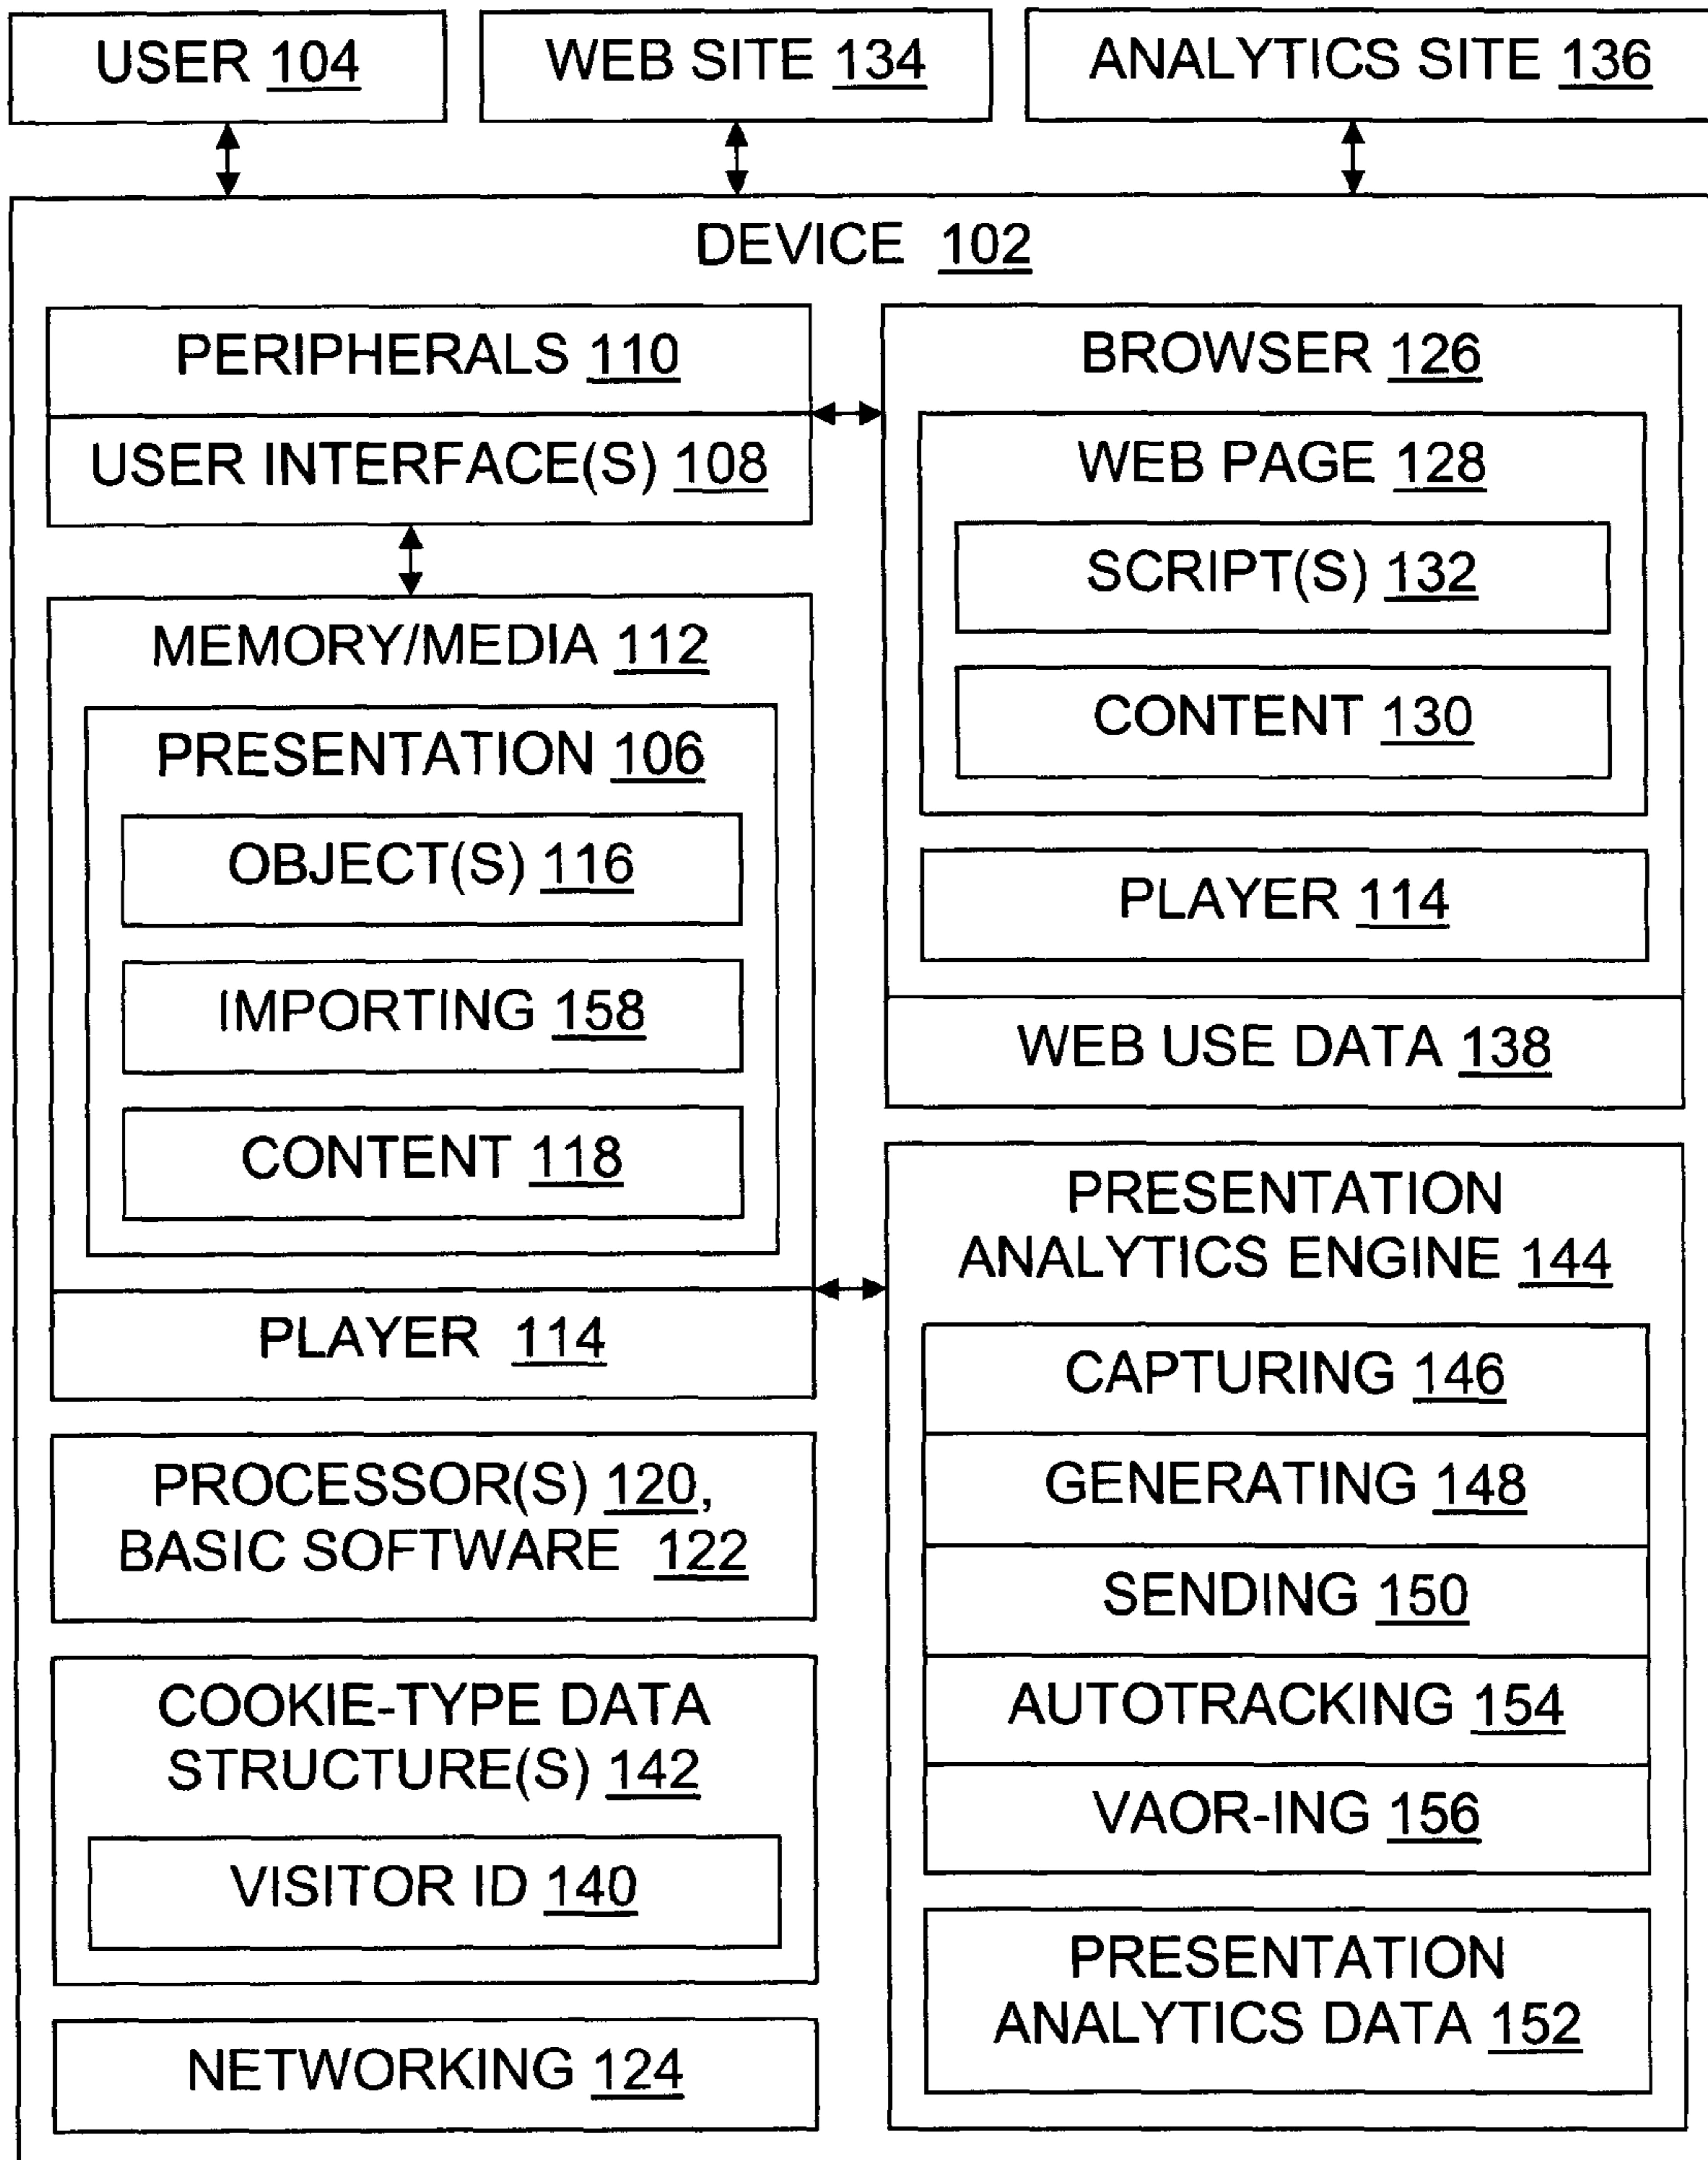 USER 104
WEB SITE 134
ANALYTICS SITE 136
DEVICE 102
PERIPHERALS 110
USER INTERFACE(S) 108
MEMORY/MEDIA 112
PRESENTATION 106
OBJECT(S) 116
IMPORTING 158
CONTENT 118
PLAYER 114
PROCESSOR(S) 120,
BASIC SOFTWARE 122
COOKIE-TYPE DATA
STRUCTURE(S) 142
VISITOR ID 140
NETWORKING 124
BROWSER 126
WEB PAGE 128
SCRIPT(S) 132
CONTENT 130
PLAYER 114
WEB USE DATA 138
PRESENTATION
ANALYTICS ENGINE 144
CAPTURING 146
GENERATING 148
SENDING 150
AUTOTRACKING 154
VAOR-ING 156
PRESENTATION
ANALYTICS DATA 152